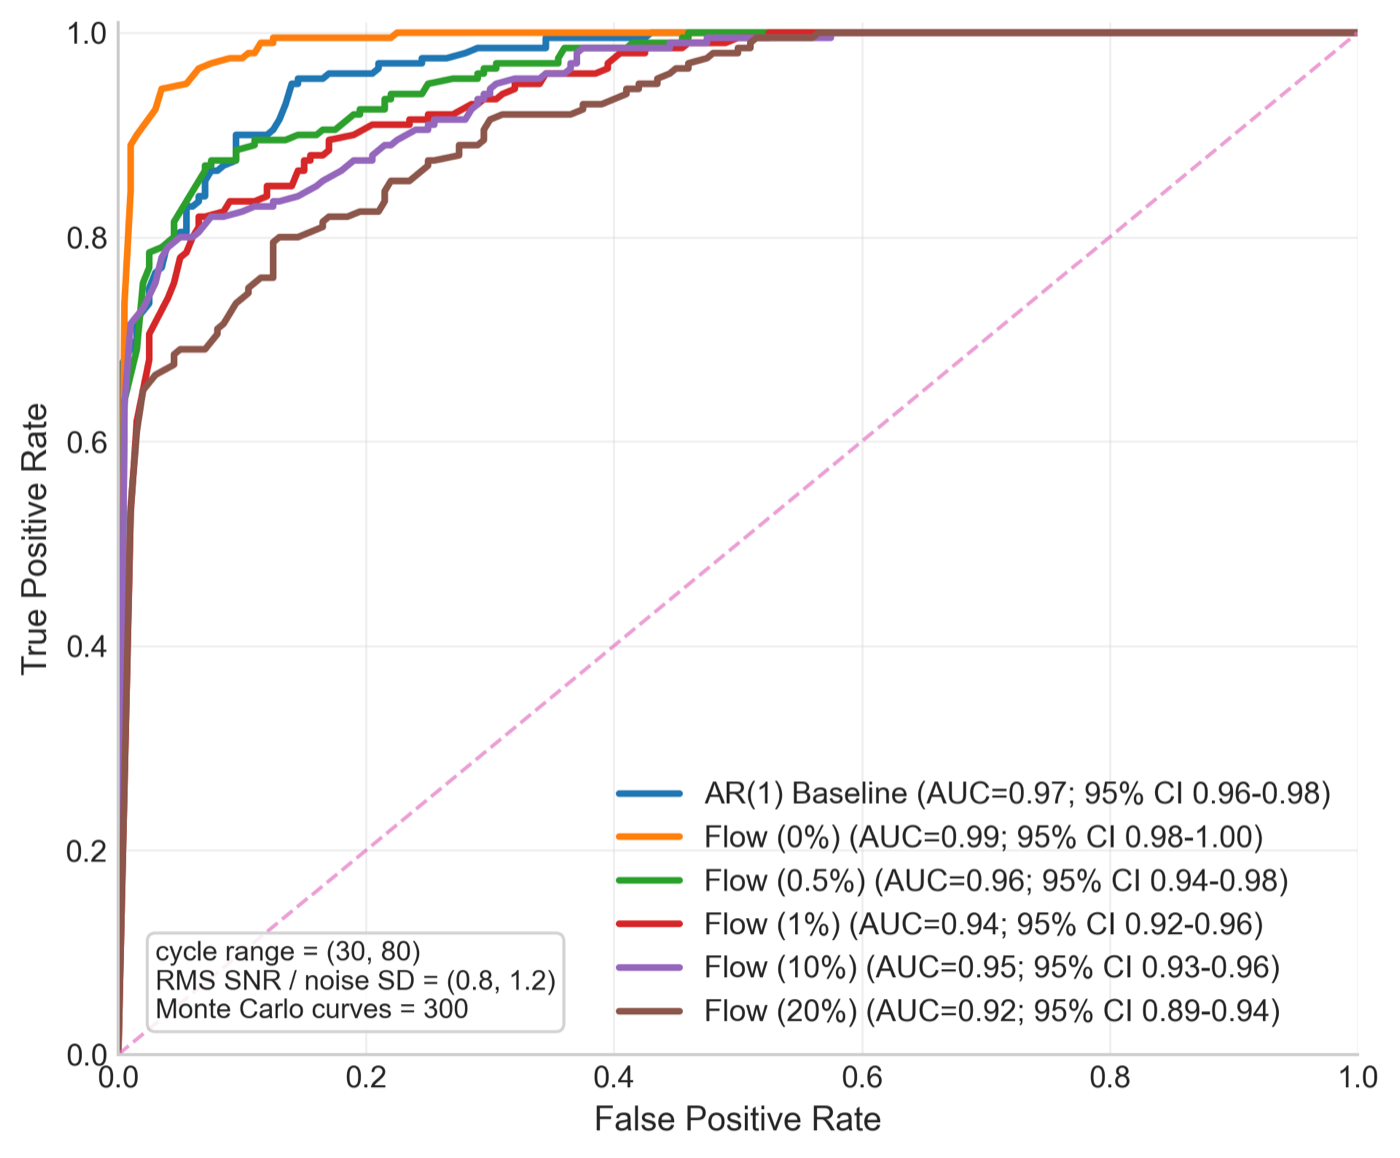 1.0
0.8
0.6
0.4
0.2
0.0
True Positive Rate
AR(1) Baseline (AUC=0.97; 95% CI 0.96-0.98)
Flow (0%) (AUC=0.99; 95% CI 0.98-1.00)
Flow (0.5%) (AUC=0.96; 95% CI 0.94-0.98)
Flow (1%) (AUC=0.94; 95% CI 0.92-0.96)
Flow (10%) (AUC=0.95; 95% CI 0.93-0.96)
Flow (20%) (AUC=0.92; 95% CI 0.89-0.94)
cycle range = (30, 80)
RMS SNR / noise SD = (0.8, 1.2)
Monte Carlo curves = 300
0.0 0.2 0.4 0.6 0.8 1.0
False Positive Rate